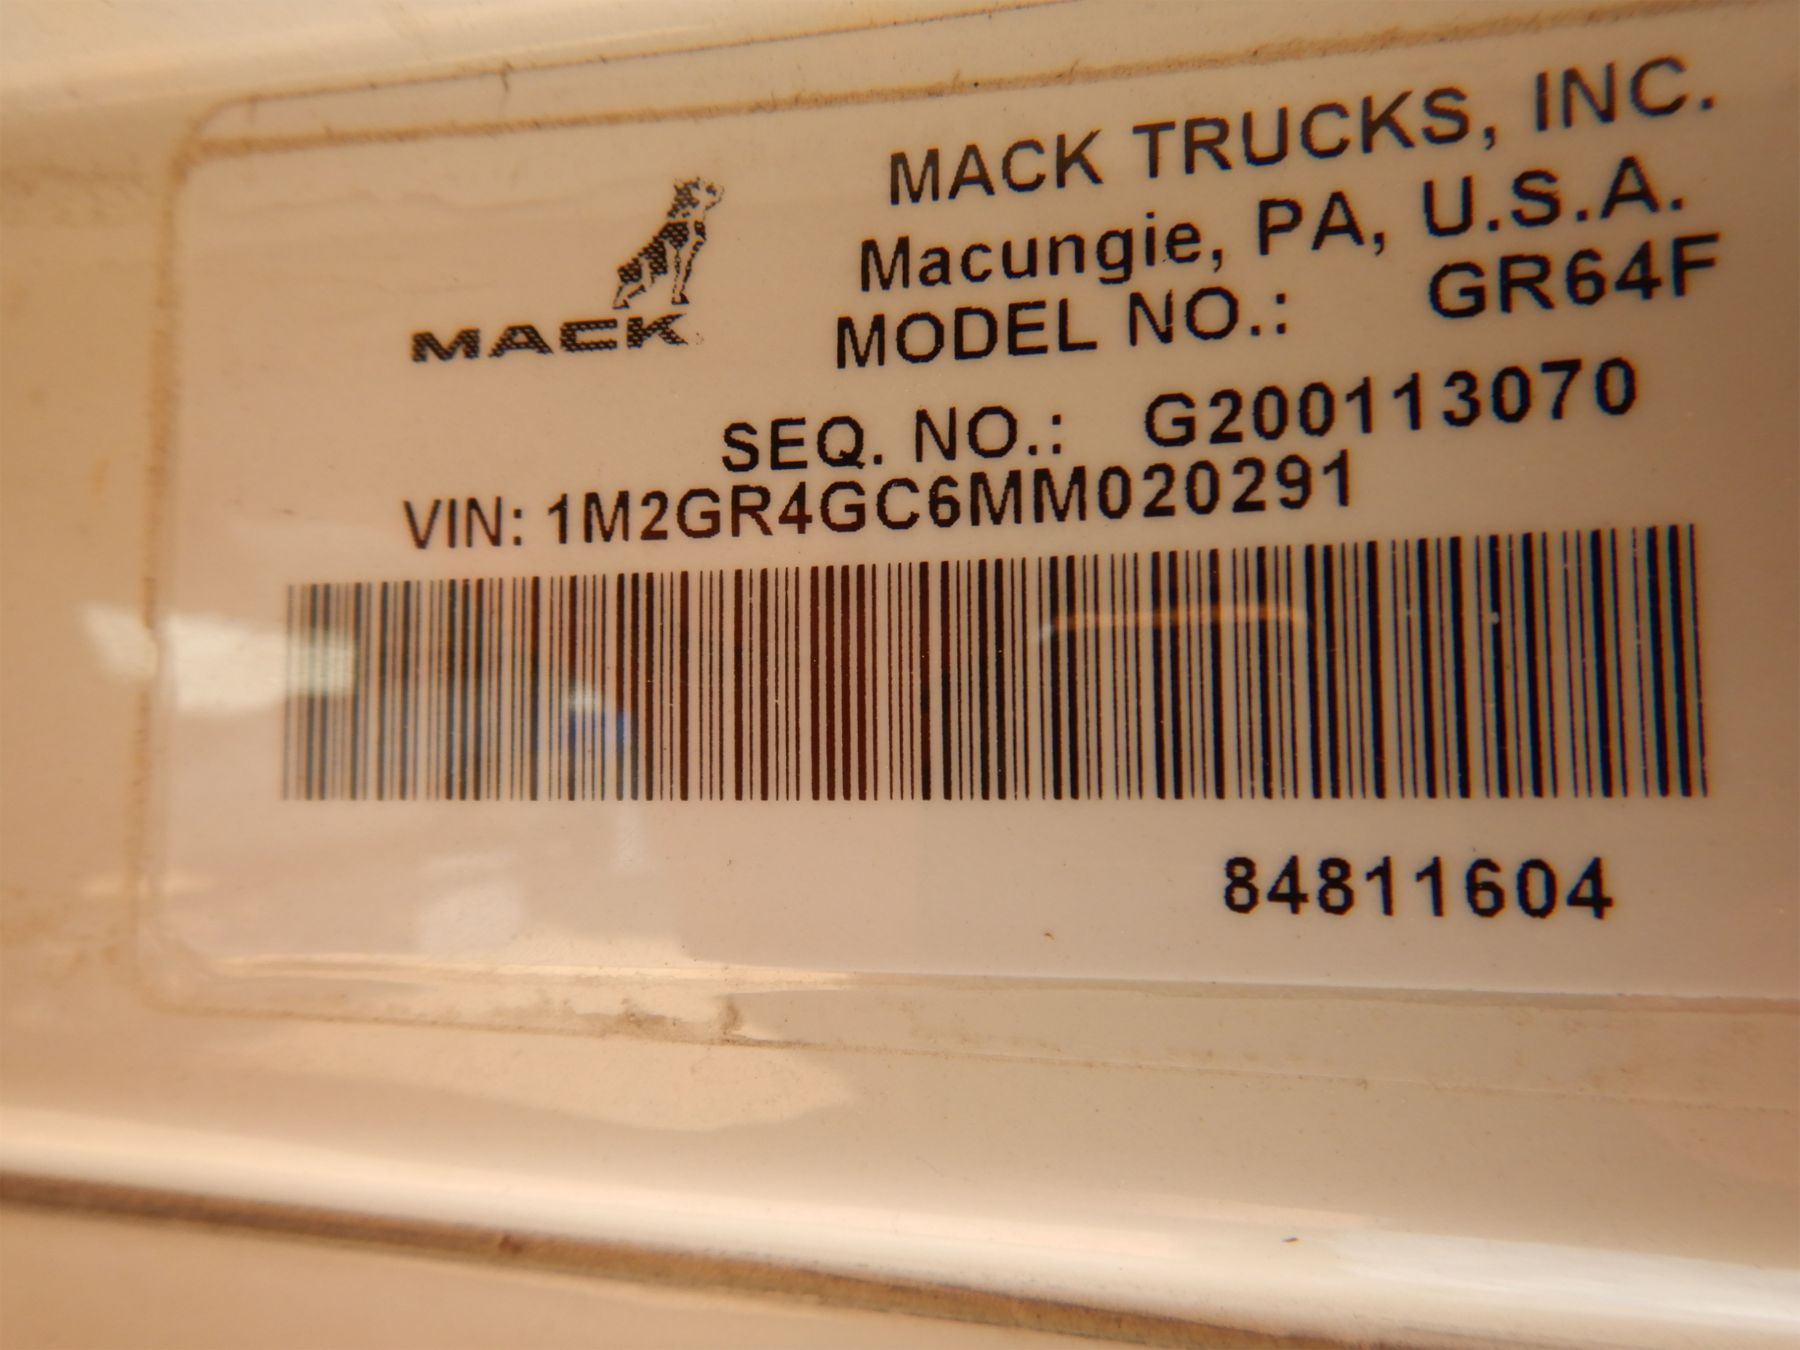 MACK
MACK TRUCKS, INC.
Macungie, PA, U.S.A.
MODEL NO.: GR64F
SEQ. NO.: G200113070
VIN: 1M2GR4GC6MM020291
84811604